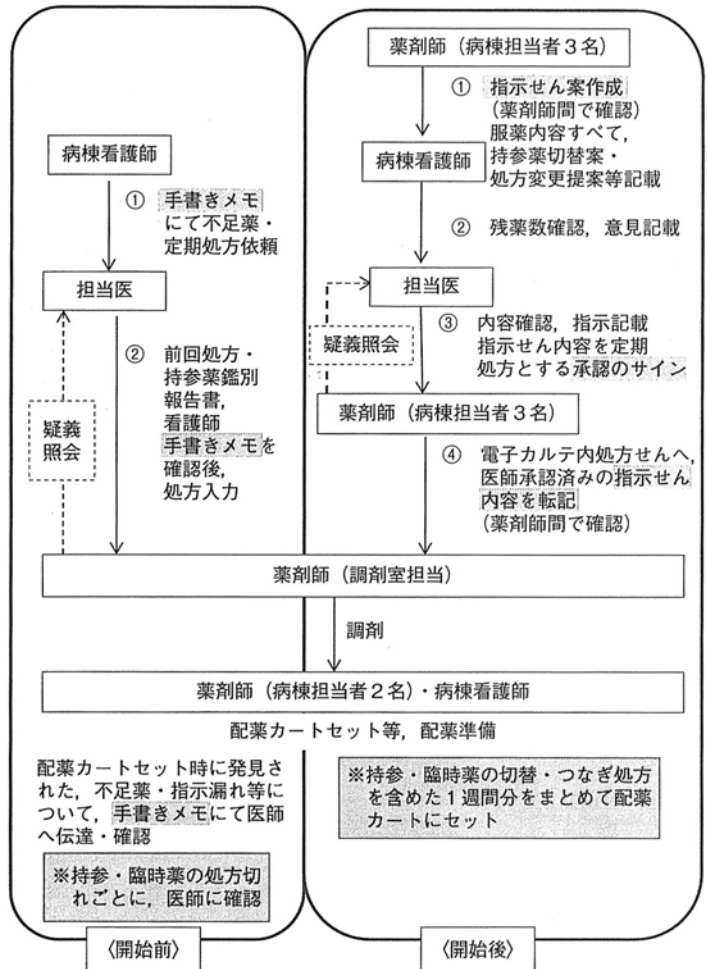 病棟看護師
① 手書きメモ
にて不足薬・
定期処方依頼
担当医
疑義
照会
② 前回処方・
持参薬鑑別
報告書,
看護師
手書きメモを
確認後,
処方入力
薬剤師（病棟担当者３名）
① 指示せん案作成
（薬剤師間で確認）
服薬内容すべて,
持参薬切替案・
処方変更提案等記載
病棟看護師
② 残薬数確認, 意見記載
担当医
疑義照会
③ 内容確認, 指示記載
指示せん内容を定期
処方とする承認のサイン
薬剤師（病棟担当者３名）
④ 電子カルテ内処方せんへ,
医師承認済みの指示せん
内容を転記
（薬剤師間で確認）
薬剤師（調剤室担当）
調剤
薬剤師（病棟担当者２名）・病棟看護師
配薬カートセット等, 配薬準備
配薬カートセット時に発見さ
れた, 不足薬・指示漏れ等に
ついて, 手書きメモにて医師
へ伝達・確認
※持参・臨時薬の処方切
れごとに, 医師に確認
〈開始前〉
※持参・臨時薬の切替・つなぎ処方
を含めた１週間分をまとめて配薬
カートにセット
〈開始後〉